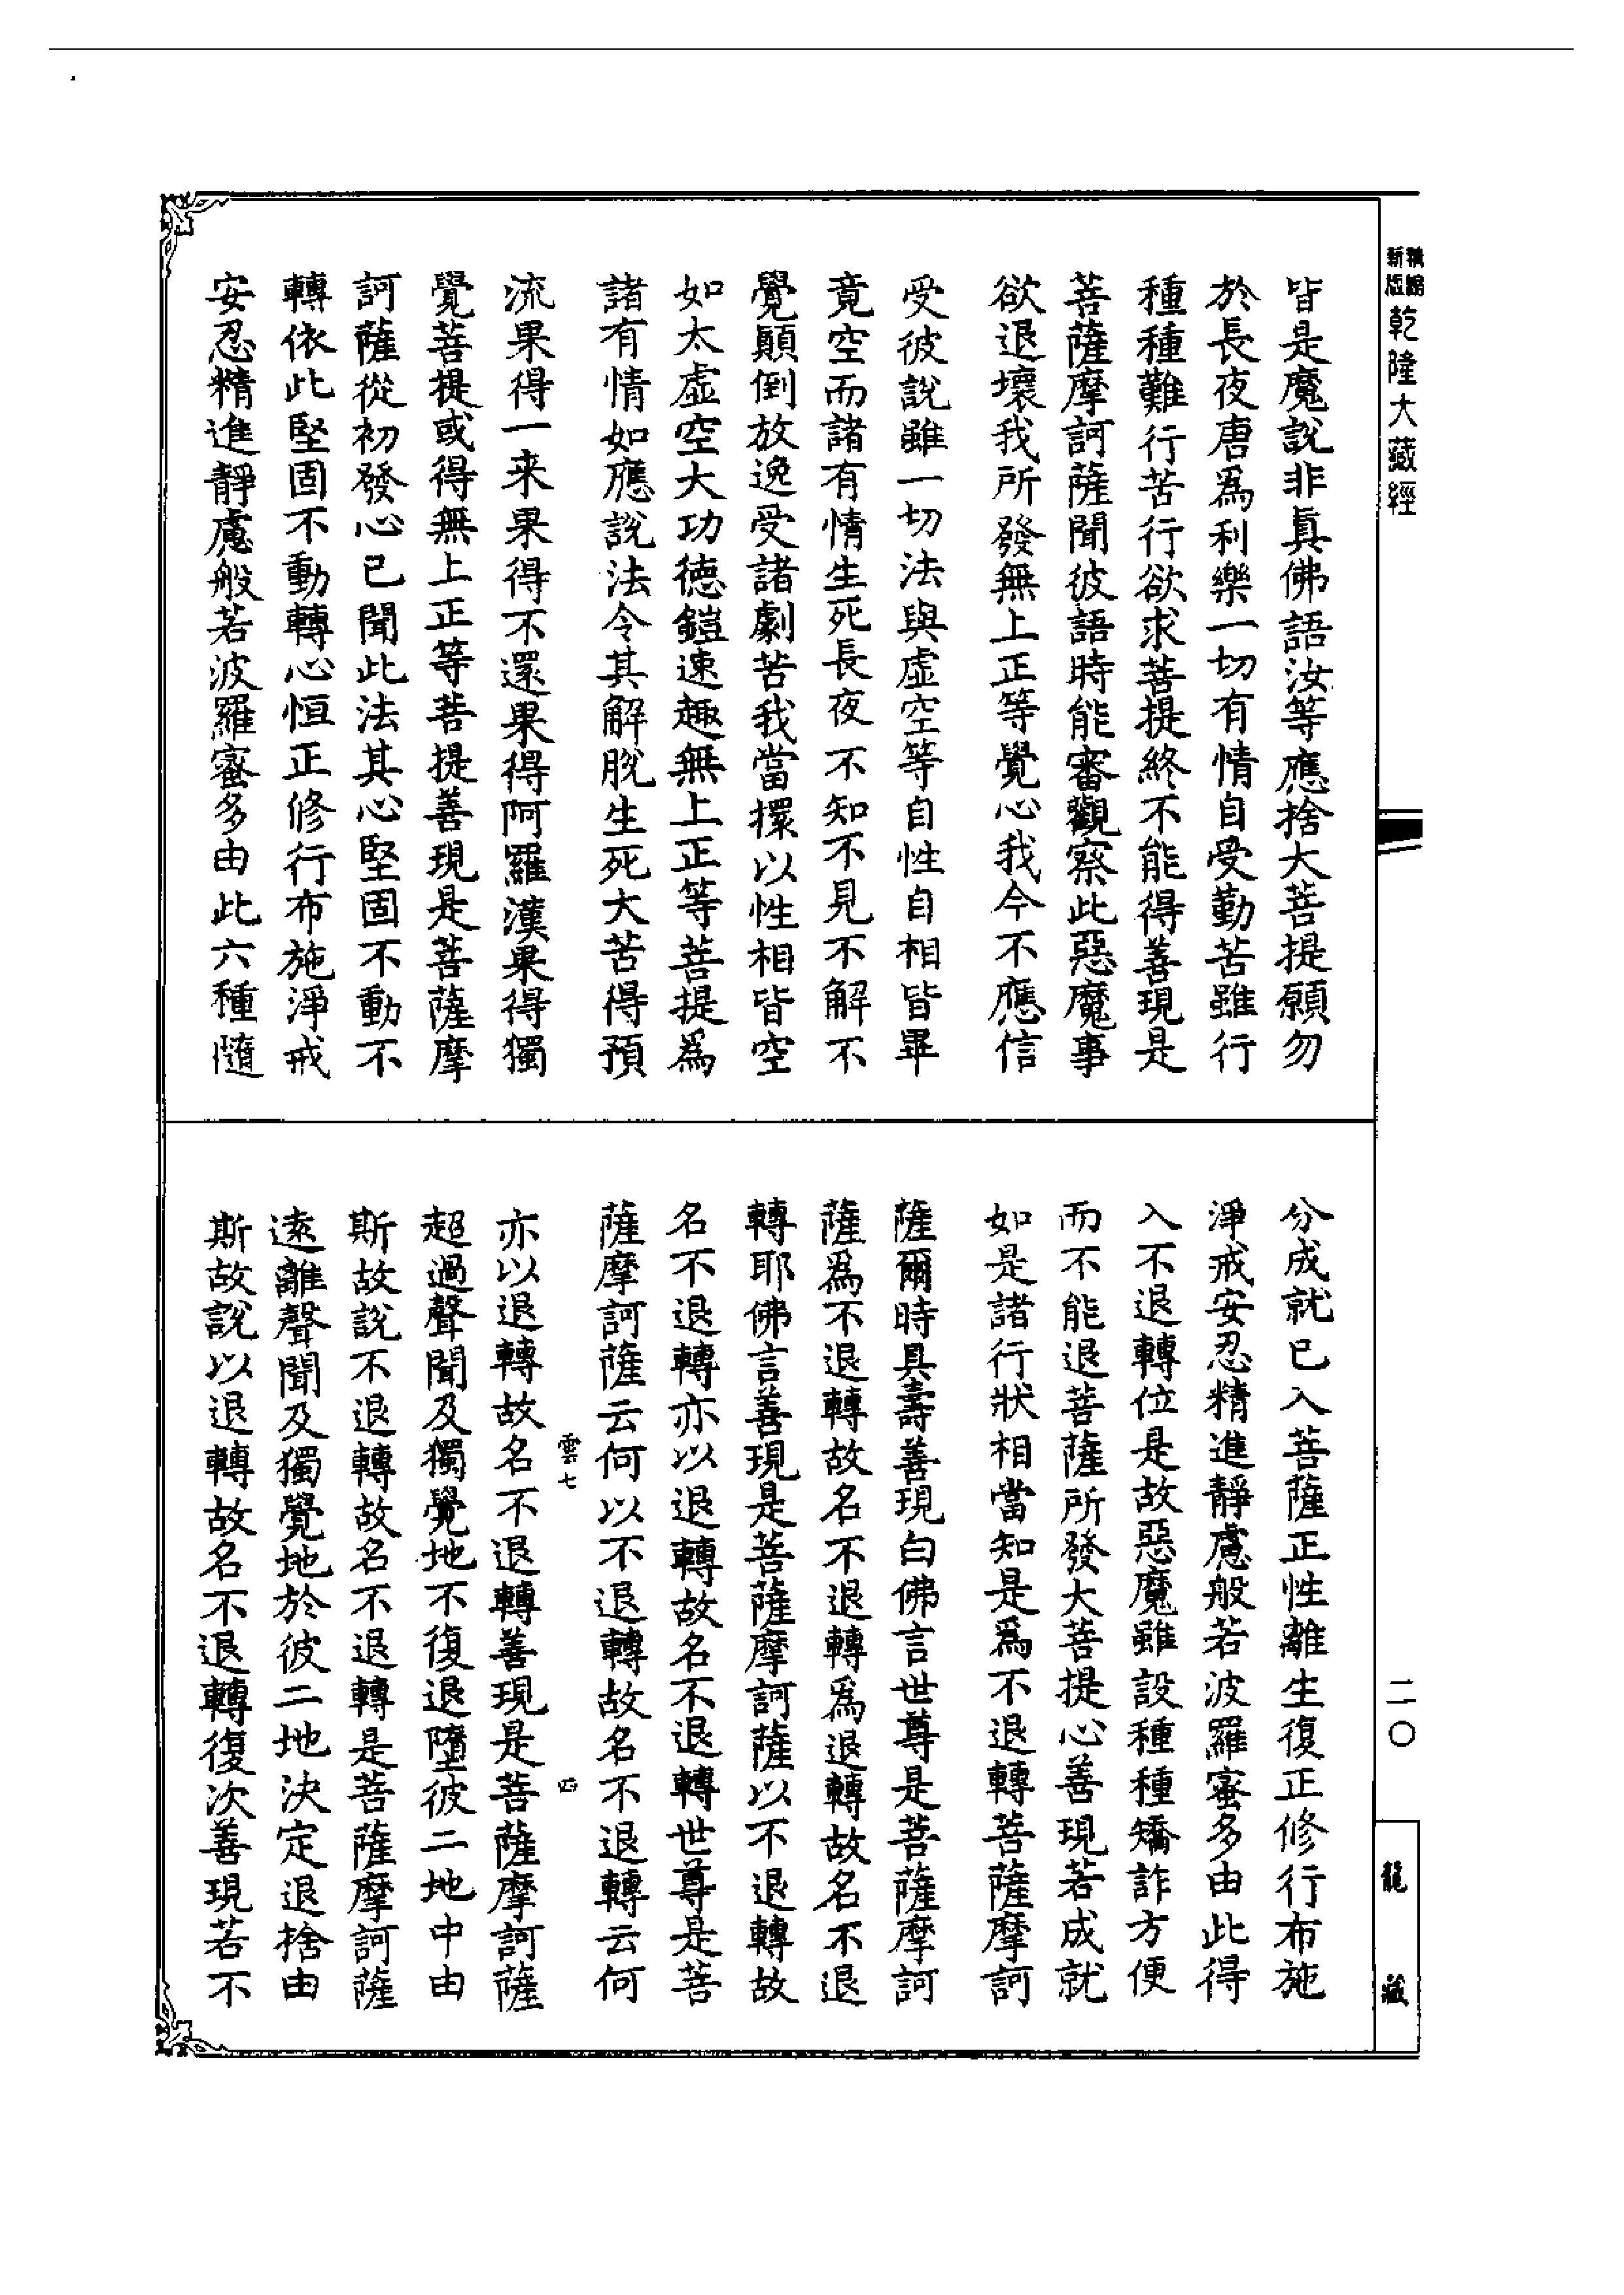 乾隆大藏經
皆是魔說非真佛語汝等應捨大菩提願勿
於長夜唐為利樂一切有情自受勤苦雖行
種種難行苦行欲求菩提終不能得善現是
菩薩摩訶薩聞彼語時能審觀察此惡魔事
欲退壞我所發無上正等覺心我今不應信
受彼說雖一切法與虛空等自性自相皆畢
竟空而諸有情生死長夜不知不見不解不
覺顛倒放逸受諸劇苦我當擐以性相皆空
如太虛空大功德鎧速趣無上正等菩提為
諸有情如應說法令其解脫生死大苦得預
流果得一来果得不還果得阿羅漢果得獨
覺菩提或得無上正等菩提善現是菩薩摩
訶薩從初發心已聞此法其心堅固不動不
轉依此堅固不動轉心恒正修行布施淨戒
安忍精進靜慮般若波羅蜜多由此六種隨
分成就已入菩薩正性離生復正修行布施
淨戒安忍精進靜慮般若波羅蜜多由此得
入不退轉位是故惡魔雖設種種矯詐方便
而不能退菩薩所發大菩提心善現若成就
如是諸行狀相當知是為不退轉菩薩摩訶
薩爾時具壽善現白佛言世尊是菩薩摩訶
薩為不退轉故名不退轉為退轉故名不退
轉耶佛言善現是菩薩摩訶薩以不退轉故
名不退轉亦以退轉故名不退轉世尊是菩
薩摩訶薩云何以不退轉故名不退轉云何
雲七 四
亦以退轉故名不退轉善現是菩薩摩訶薩
超過聲聞及獨覺地不復退墮彼二地中由
斯故說不退轉故名不退轉是菩薩摩訶薩
遠離聲聞及獨覺地於彼二地決定退捨由
斯故說以退轉故名不退轉復次善現若不
二〇
龍藏